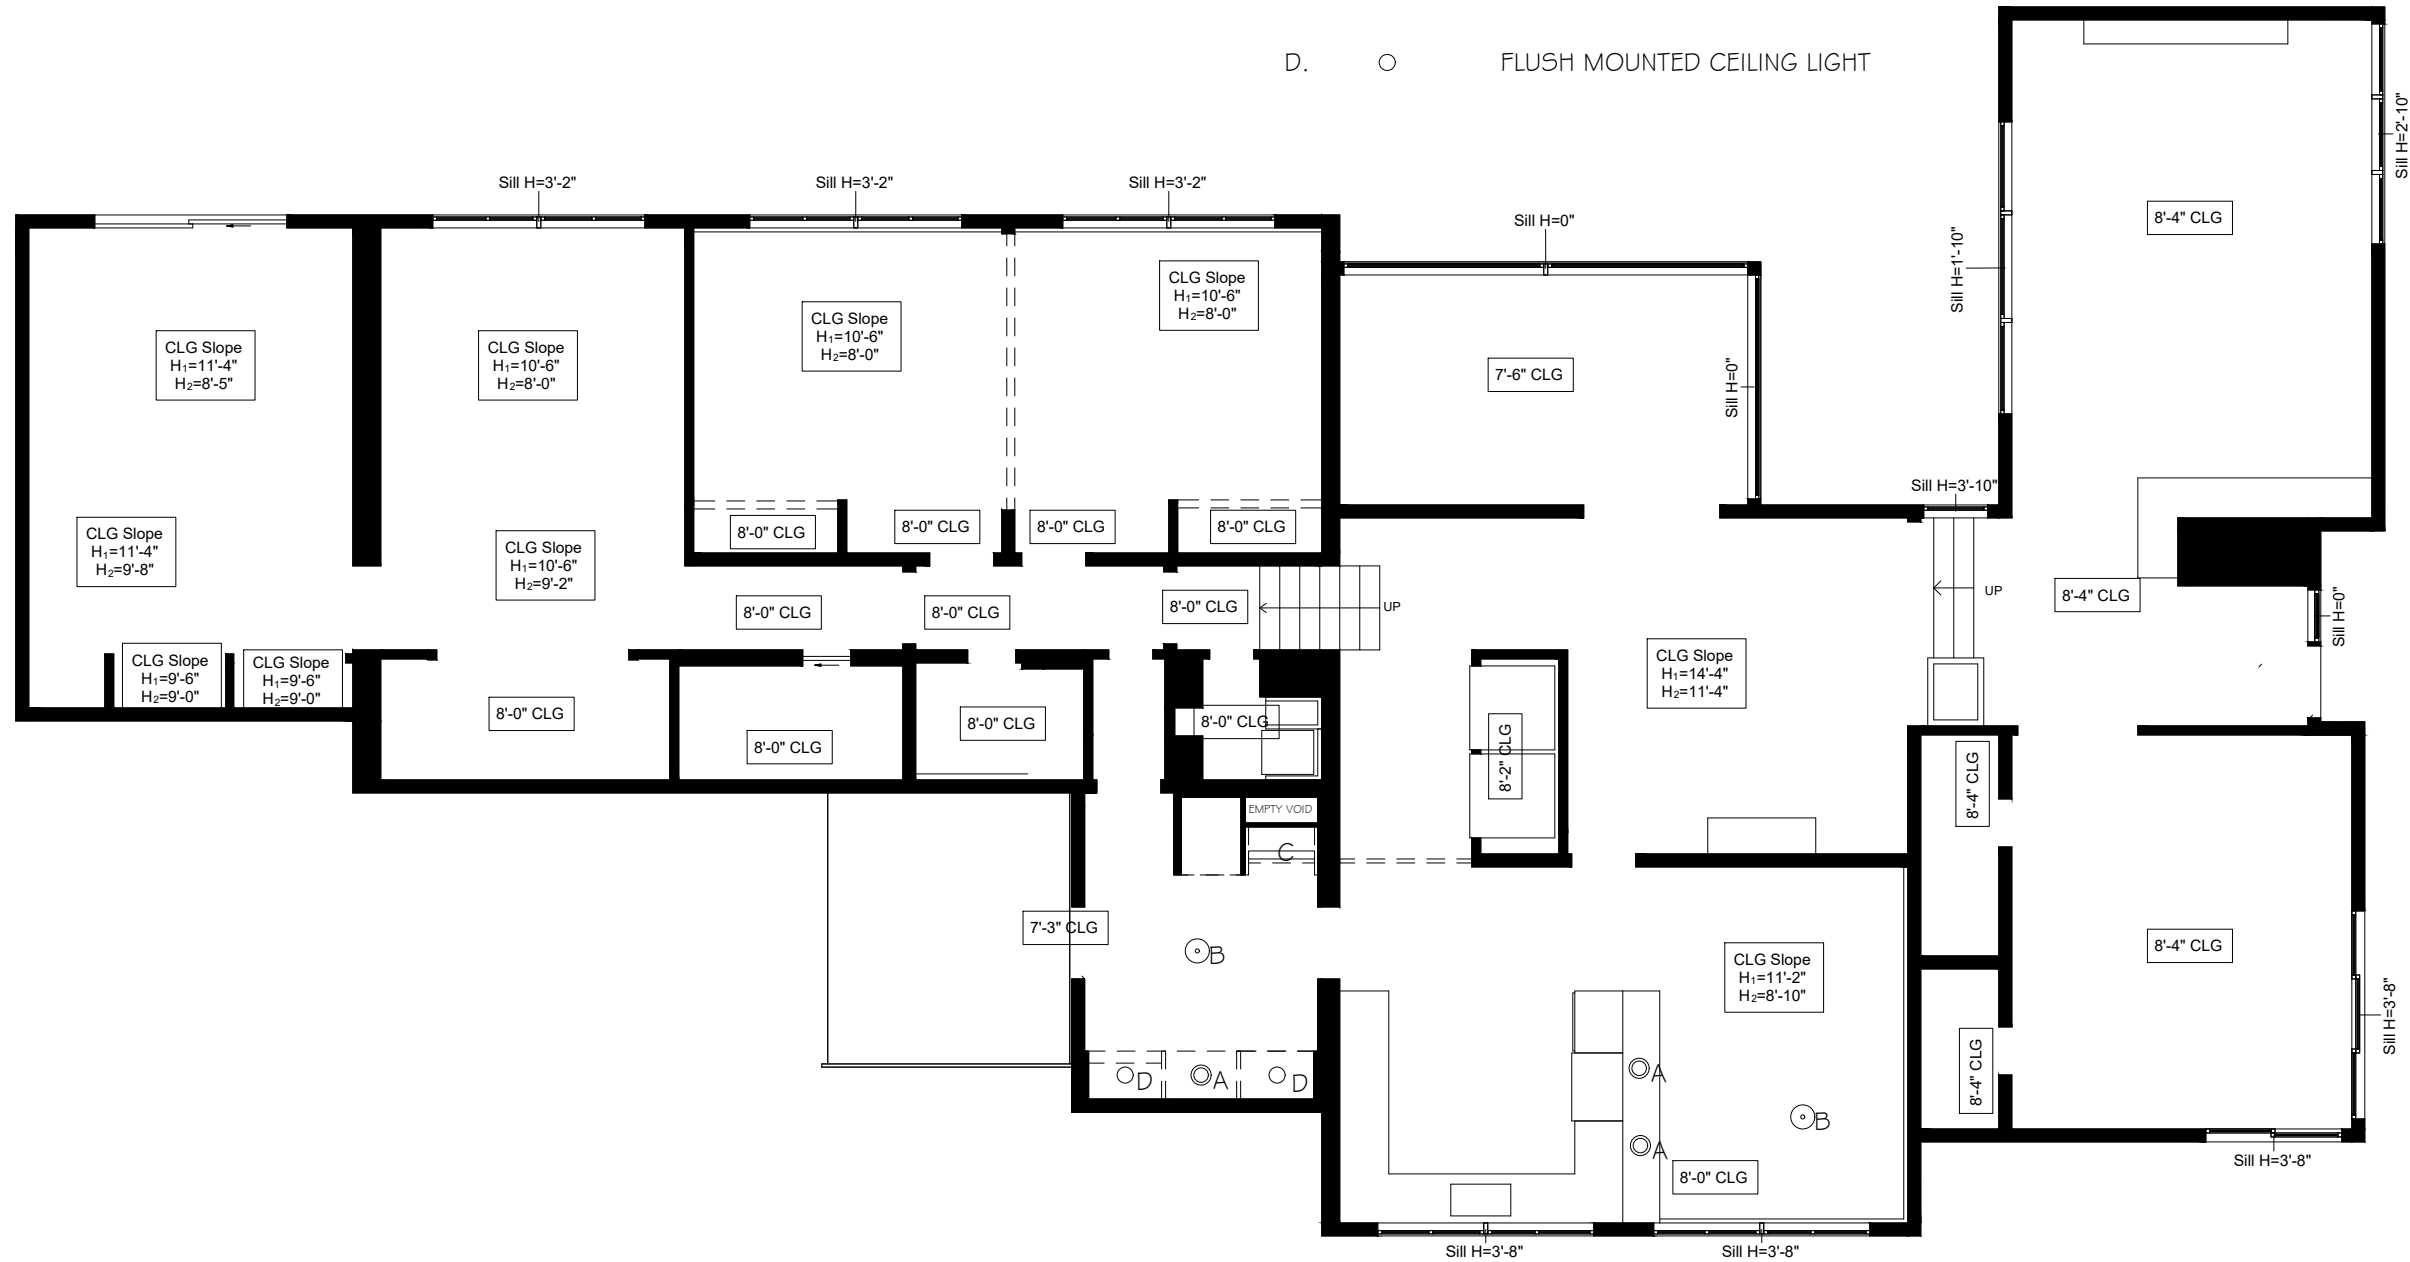 D. FLUSH MOUNTED CEILING LIGHT
Sill H=2'-10"
Sill H=3'-2"
Sill H=3'-2"
Sill H=3'-2"
Sill H=0"
8'-4" CLG
Sill H=1'-10"
CLG Slope
H₁=10'-6"
H₂=8'-0"
CLG Slope
H₁=10'-6"
H₂=8'-0"
CLG Slope
H₁=11'-4"
H₂=8'-5"
CLG Slope
H₁=10'-6"
H₂=8'-0"
7'-6" CLG
Sill H=0"
Sill H=3'-10"
CLG Slope
H₁=11'-4"
H₂=9'-8"
CLG Slope
H₁=10'-6"
H₂=9'-2"
8'-0" CLG
8'-0" CLG
8'-0" CLG
8'-0" CLG
8'-0" CLG
8'-0" CLG
8'-0" CLG
UP
UP
8'-4" CLG
Sill H=0"
CLG Slope
H₁=9'-6"
H₂=9'-0"
CLG Slope
H₁=9'-6"
H₂=9'-0"
8'-0" CLG
8'-0" CLG
8'-0" CLG
8'-0" CLG
8'-2" CLG
CLG Slope
H₁=14'-4"
H₂=11'-4"
8'-4" CLG
EMPTY VOID
C
7'-3" CLG
B
CLG Slope
H₁=11'-2"
H₂=8'-10"
8'-4" CLG
Sill H=3'-8"
8'-4" CLG
D
A
D
A
B
A
8'-0" CLG
Sill H=3'-8"
Sill H=3'-8"
Sill H=3'-8"